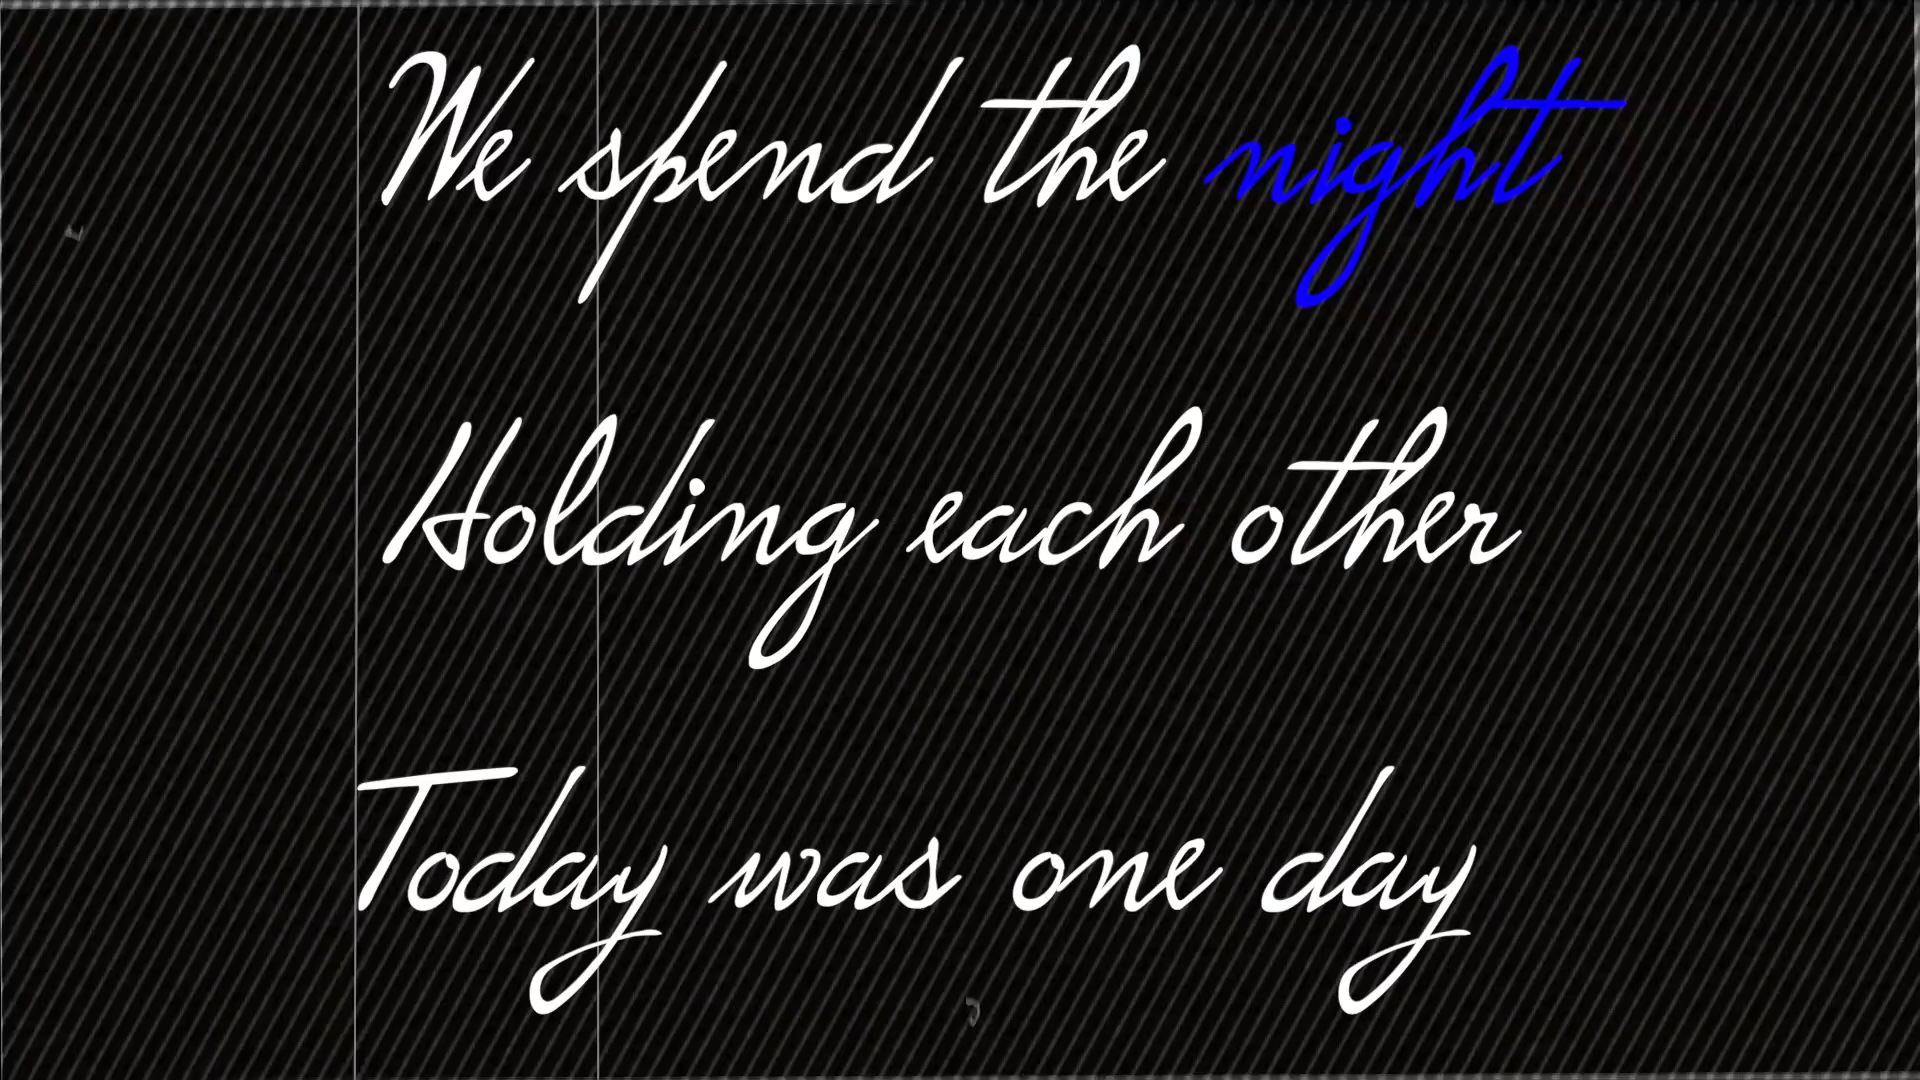 We spend the night
Holding each other
Today was one day